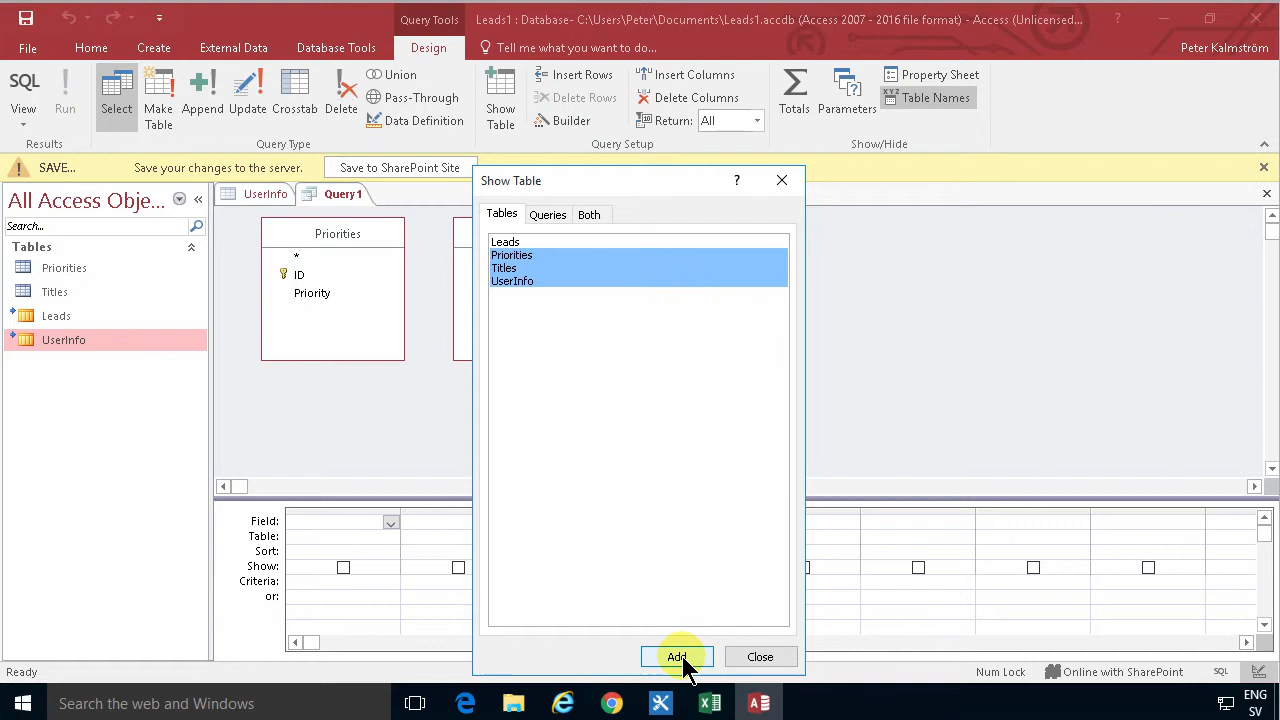 Query Tools
Leads1 : Database- C:\Users\Peter\Documents\Leads1.accdb (Access 2007 - 2016 file format) - Access (Unlicensed...
?
File
Home
Create
External Data
Database Tools
Design
Tell me what you want to do...
Peter Kalmström
SQL
View
Run
Select
Make
Table
Append
Update
Crosstab
Delete
Union
Pass-Through
Data Definition
Show
Table
Insert Rows
Delete Rows
Builder
Insert Columns
Delete Columns
Return:
All
Totals
Parameters
Property Sheet
XYZ
Table Names
Results
Query Type
Query Setup
Show/Hide
SAVE...
Save your changes to the server.
Save to SharePoint Site
All Access Obje...
Search...
Tables
Priorities
Titles
Leads
UserInfo
UserInfo
Query1
Priorities
*
ID
Priority
Show Table
?
Tables
Queries
Both
Leads
Priorities
Titles
UserInfo
Add
Close
Field:
Table:
Sort:
Show:
Criteria:
or:
Ready
Num Lock
Online with SharePoint
SQL
Search the web and Windows
ENG
SV